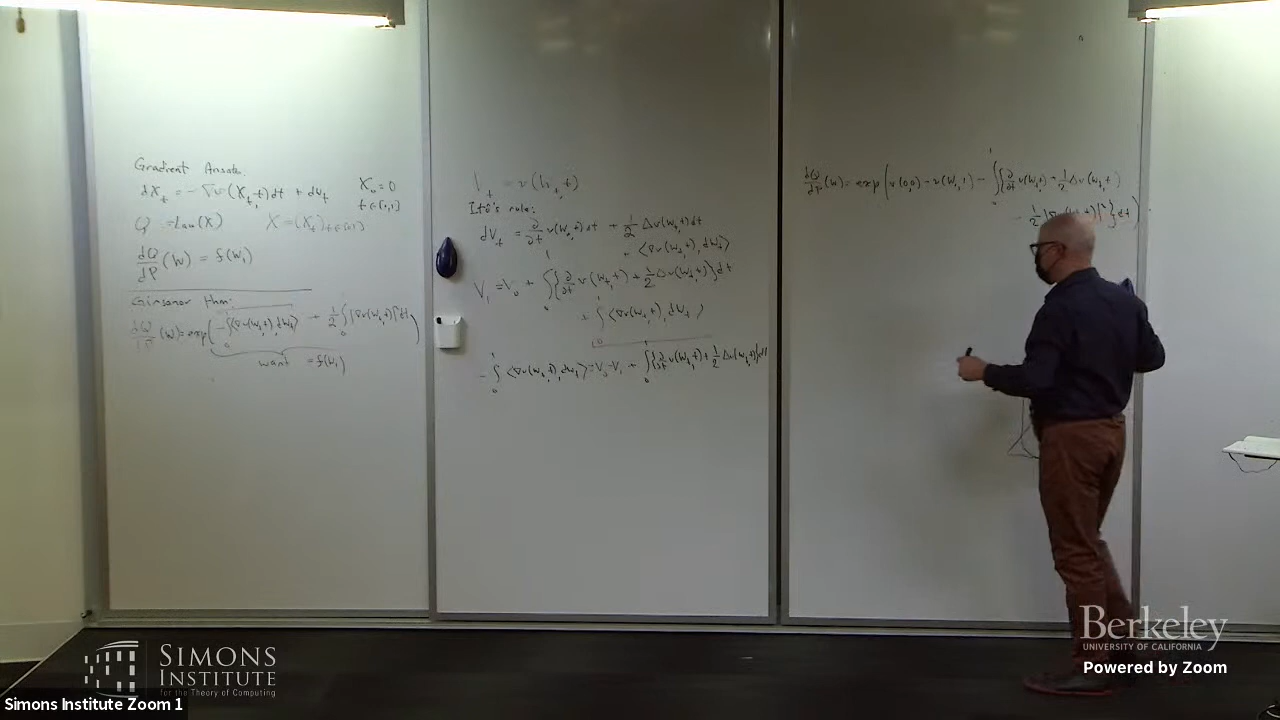 Gradient Ansatz.
dX_t = -∇v(X_t,t)dt + dW_t    X_0 = 0
t∈[0,1]
Q = Law(X)    X = (X_t)_{t∈[0,1]}
dQ/dP (W) = f(W_1)
Girsanov thm:
dQ/dP (W) = exp(-∫_0^1 ⟨∇v(W_t,t), dW_t⟩ + 1/2 ∫_0^1 |∇v(W_t,t)|² dt)
want = f(W_1)
V_t = v(W_t, t)
Itô's rule:
dV_t = ∂/∂t v(W_t,t) dt + 1/2 Δv(W_t,t) dt
+ ⟨∇v(W_t,t), dW_t⟩
V_1 = V_0 + ∫_0^1 {∂/∂t v(W_t,t) + 1/2 Δv(W_t,t)} dt
+ ∫_0^1 ⟨∇v(W_t,t), dW_t⟩
-∫_0^1 ⟨∇v(W_t,t), dW_t⟩ = V_0 - V_1 + ∫_0^1 {∂/∂t v(W_t,t) + 1/2 Δv(W_t,t)} dt
dQ/dP (W) = exp(v(0,0) - v(W_1,1) - ∫_0^1 {∂/∂t v(W_t,t) + 1/2 Δv(W_t,t)
- 1/2 |∇v(W_t,t)|²} dt)
SIMONS
INSTITUTE
for the Theory of Computing
Simons Institute Zoom 1
Berkeley
UNIVERSITY OF CALIFORNIA
Powered by Zoom